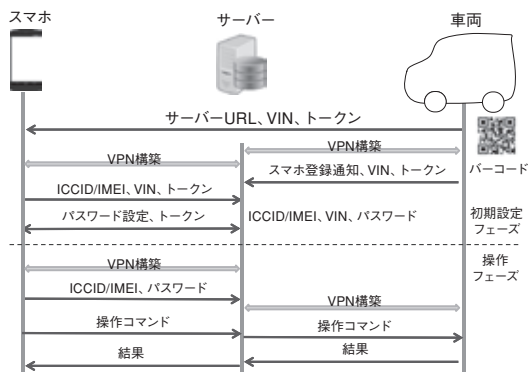 スマホ
サーバー
車両
サーバーURL、VIN、トークン
VPN構築
VPN構築
バーコード
スマホ登録通知、VIN、トークン
ICCID/IMEI、VIN、トークン
パスワード設定、トークン
ICCID/IMEI、VIN、パスワード
初期設定
フェーズ
操作
フェーズ
VPN構築
ICCID/IMEI、パスワード
VPN構築
操作コマンド
操作コマンド
結果
結果